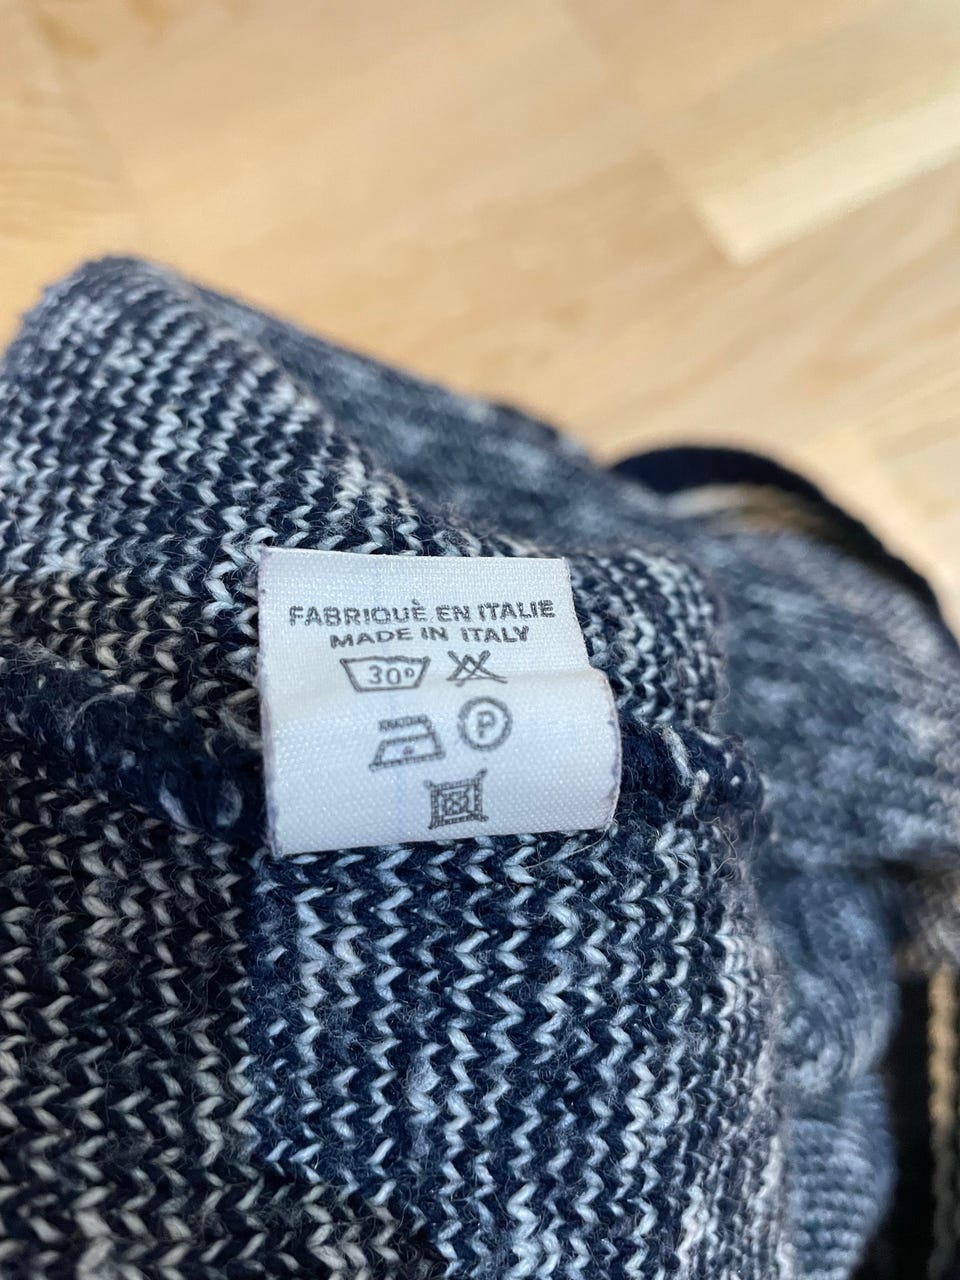 FABRIQUÈ EN ITALIE
MADE IN ITALY
30°
P